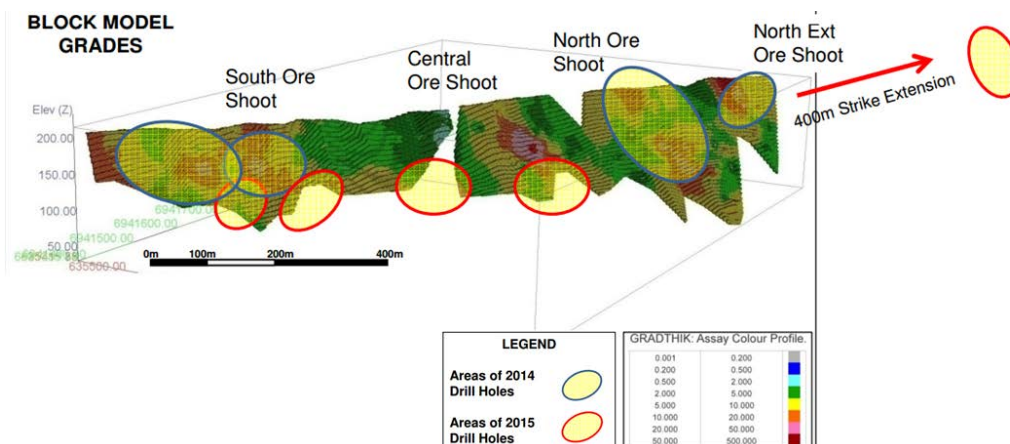 BLOCK MODEL
GRADES
South Ore
Shoot
Central
Ore Shoot
North Ore
Shoot
North Ext
Ore Shoot
400m Strike Extension
Elev (Z)
200.00
150.00
100.00
50.00
6941700.00
6941600.00
6941500.00
635500.00
0m 100m 200m 400m
LEGEND
Areas of 2014
Drill Holes
Areas of 2015
Drill Holes
GRADTHIK: Assay Colour Profile.
0.001 0.200
0.200 0.500
0.500 2.000
2.000 5.000
5.000 10.000
10.000 20.000
20.000 50.000
50.000 500.000